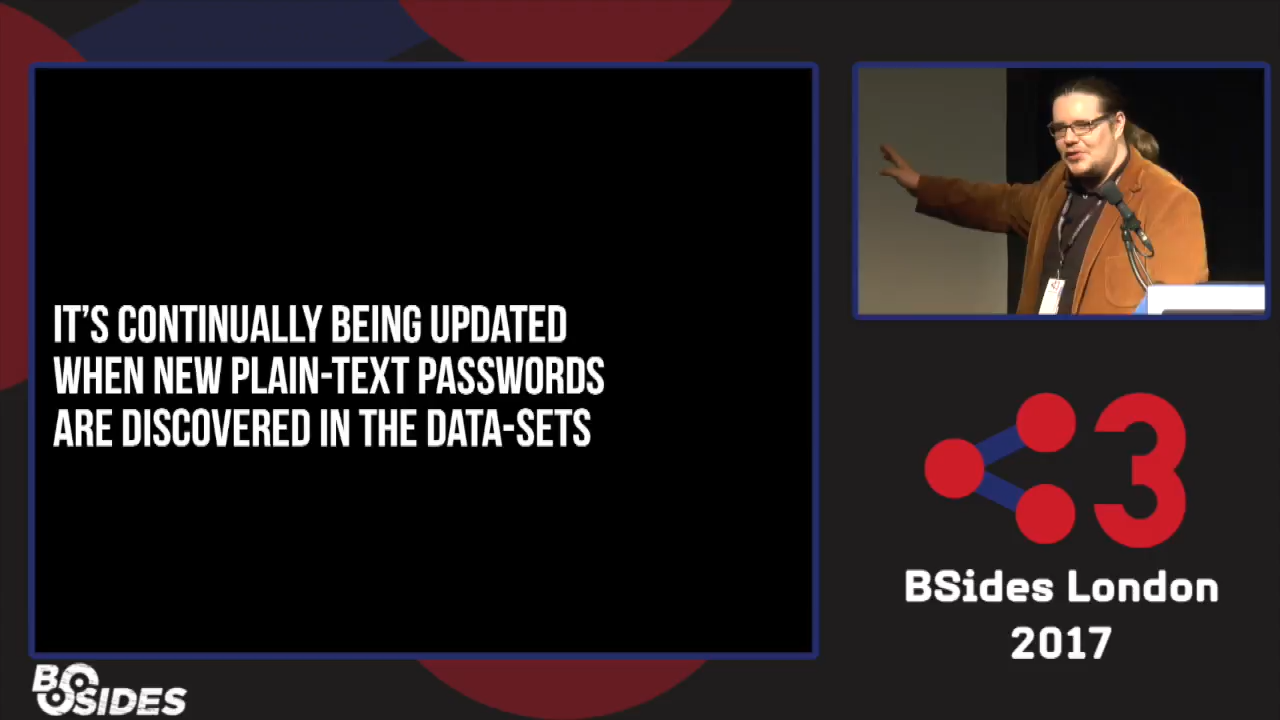 IT'S CONTINUALLY BEING UPDATED
WHEN NEW PLAIN-TEXT PASSWORDS
ARE DISCOVERED IN THE DATA-SETS
<3
BSides London
2017
BSIDES